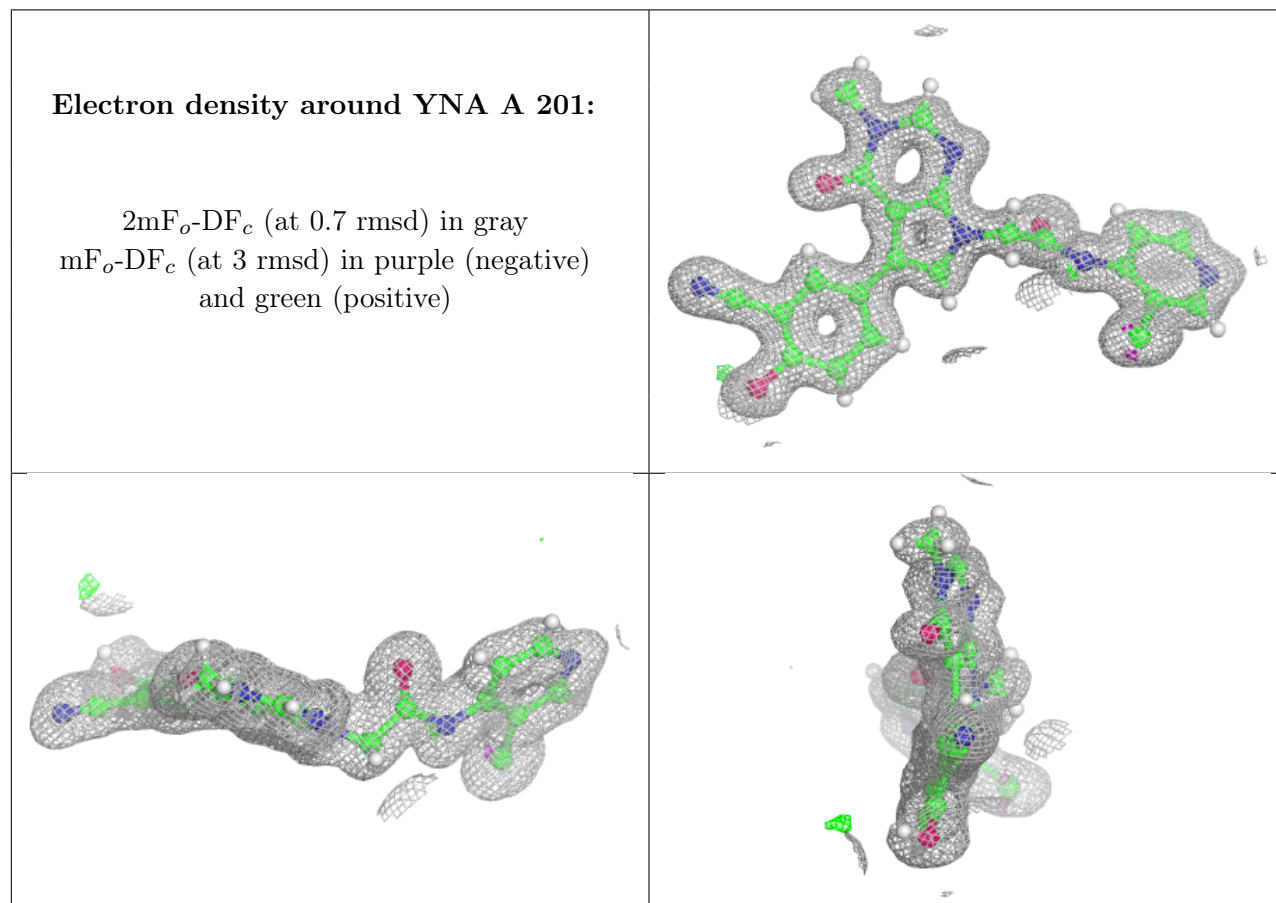 Electron density around YNA A 201:
2mFo-DFc (at 0.7 rmsd) in gray
mFo-DFc (at 3 rmsd) in purple (negative)
and green (positive)